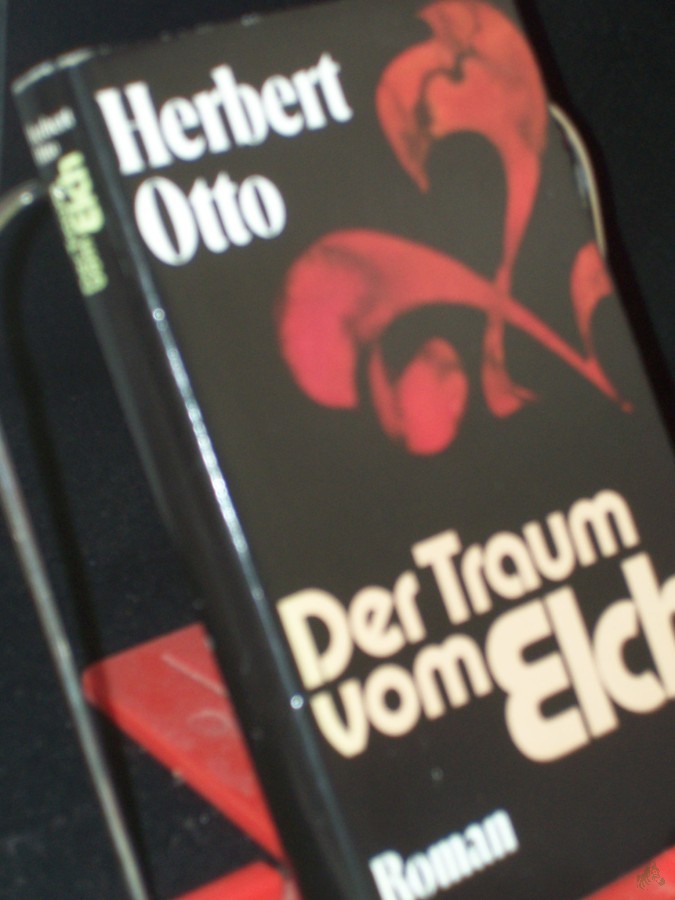 Herbert
Otto
Der Traum
vom Elch
Roman